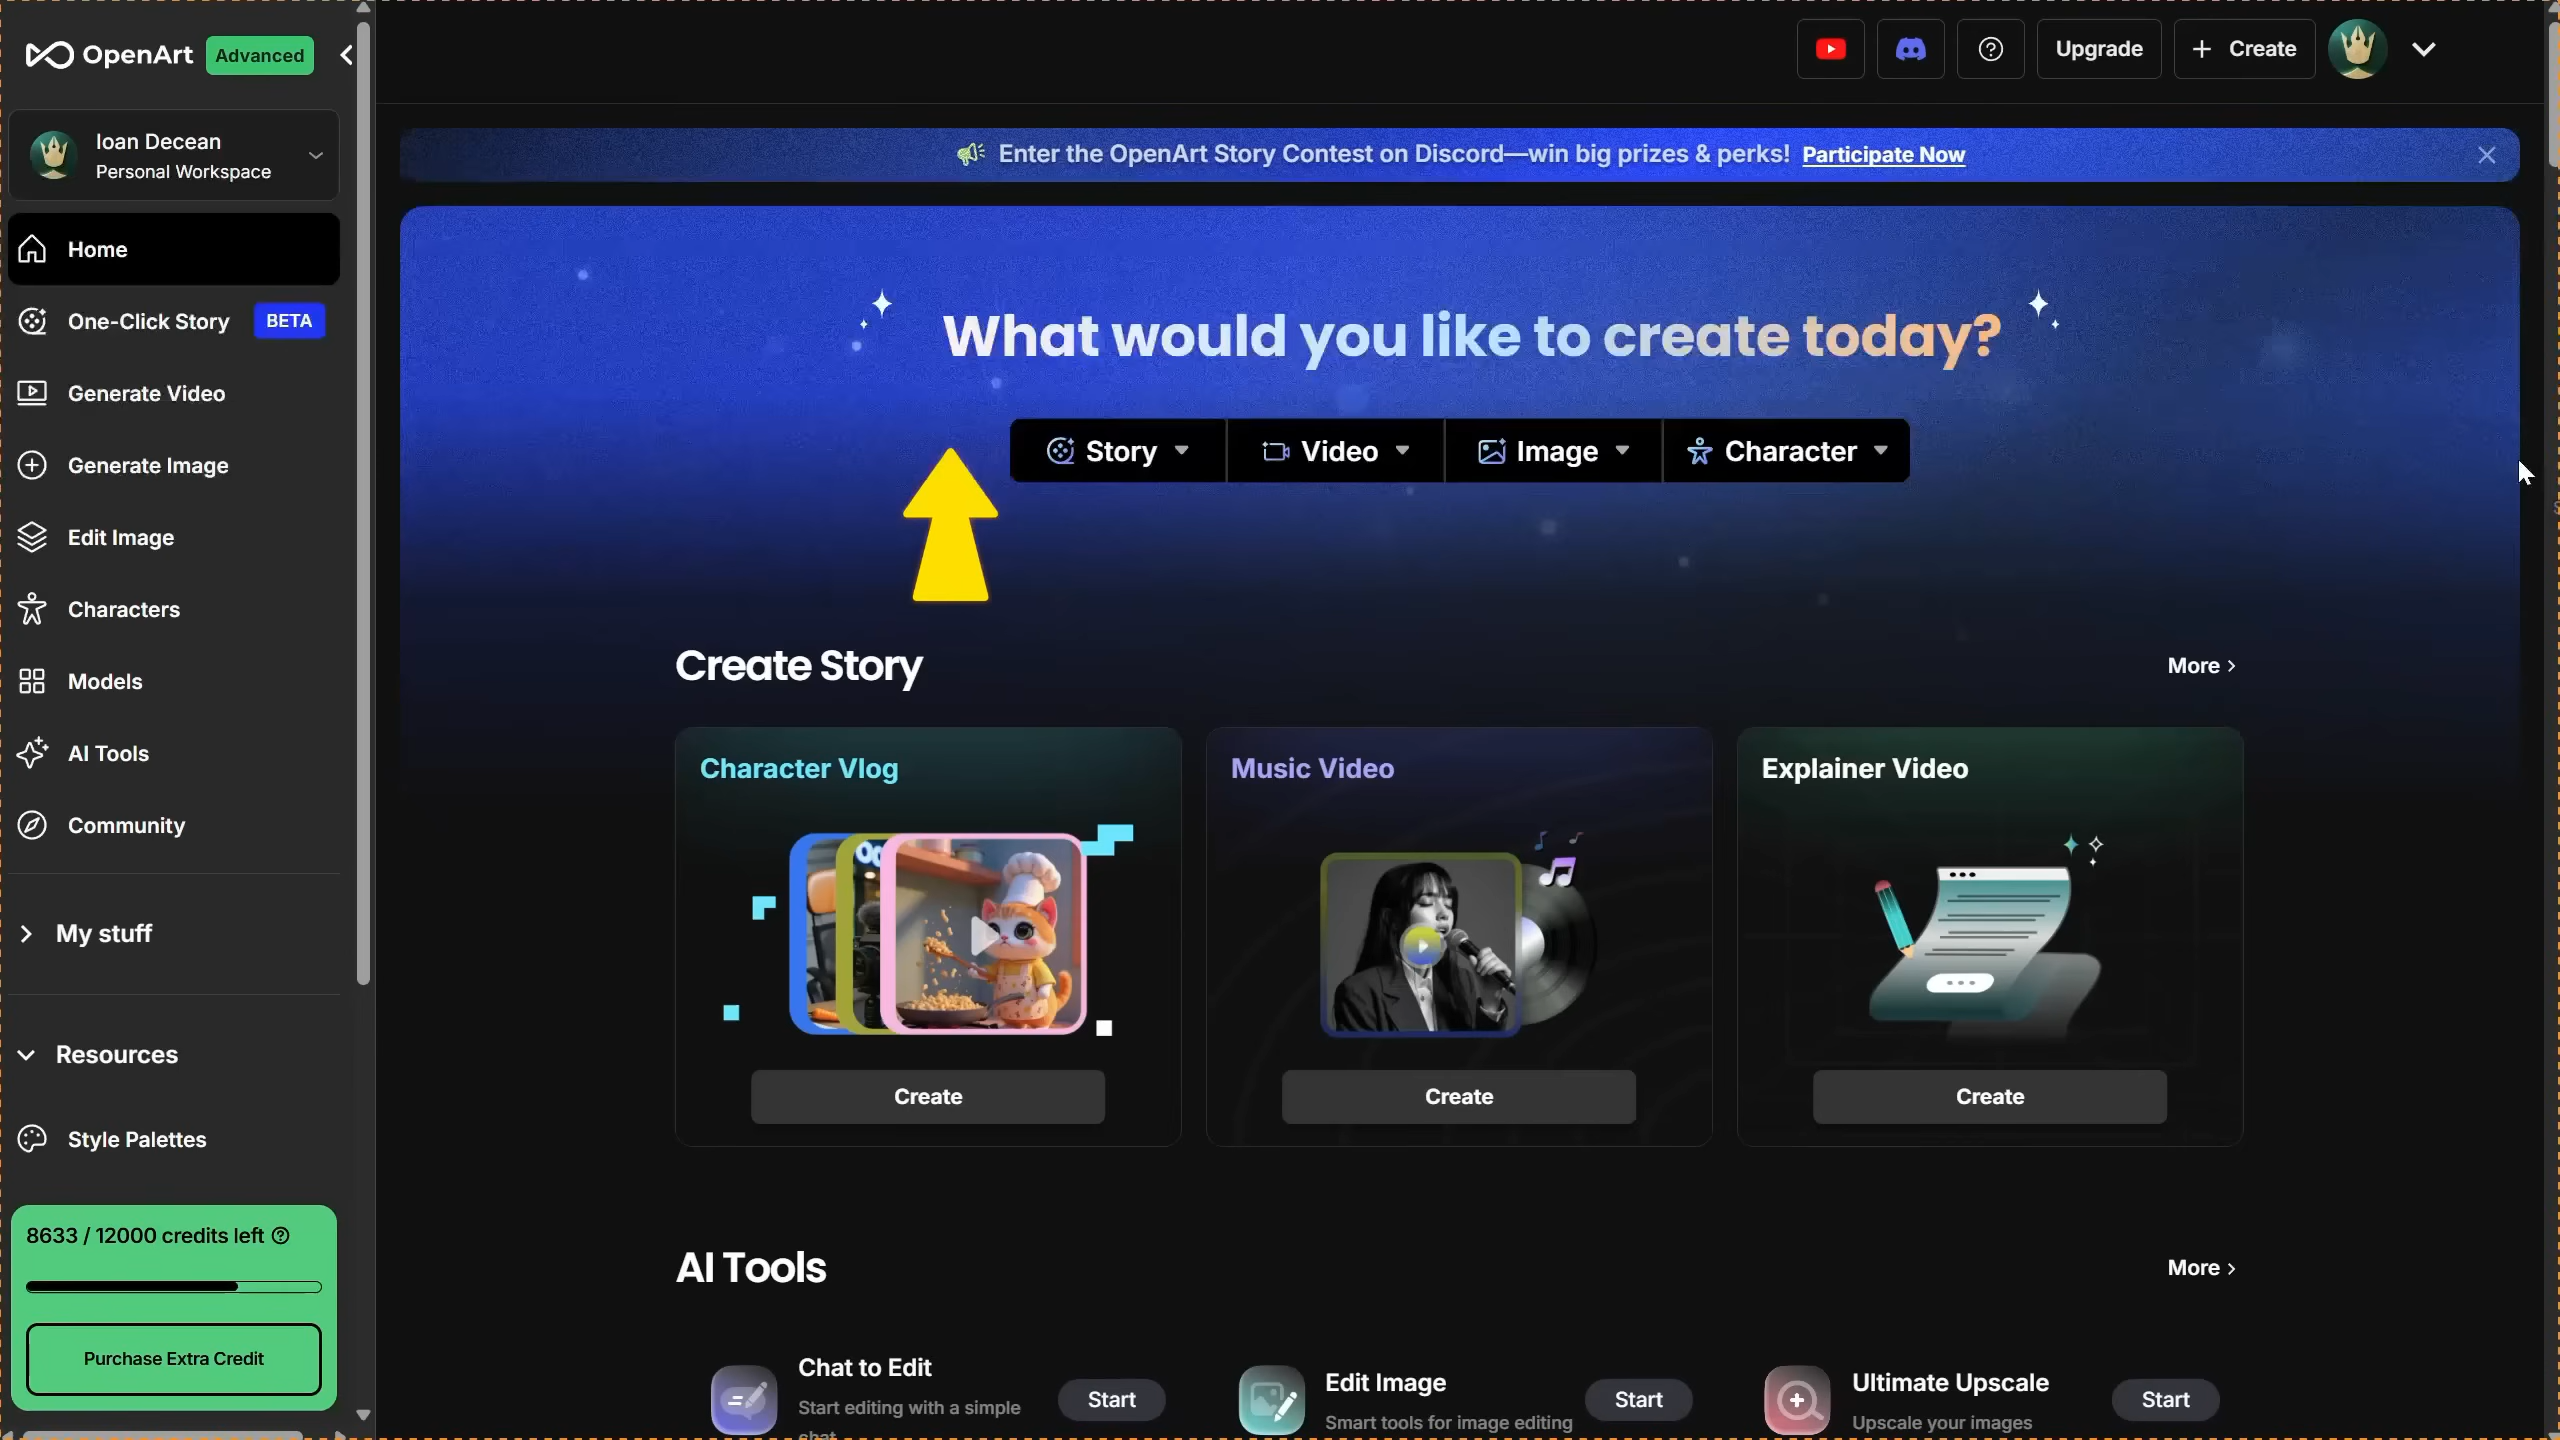 OpenArt Advanced
Upgrade
+ Create
Ioan Decean
Personal Workspace
Enter the OpenArt Story Contest on Discord—win big prizes & perks! Participate Now
Home
One-Click Story BETA
Generate Video
Generate Image
Edit Image
Characters
Models
AI Tools
Community
My stuff
Resources
Style Palettes
8633 / 12000 credits left
Purchase Extra Credit
What would you like to create today?
Story
Video
Image
Character
Create Story
More
Character Vlog
Create
Music Video
Create
Explainer Video
Create
AI Tools
More
Chat to Edit
Start editing with a simple
chat
Start
Edit Image
Smart tools for image editing
Start
Ultimate Upscale
Upscale your images
Start